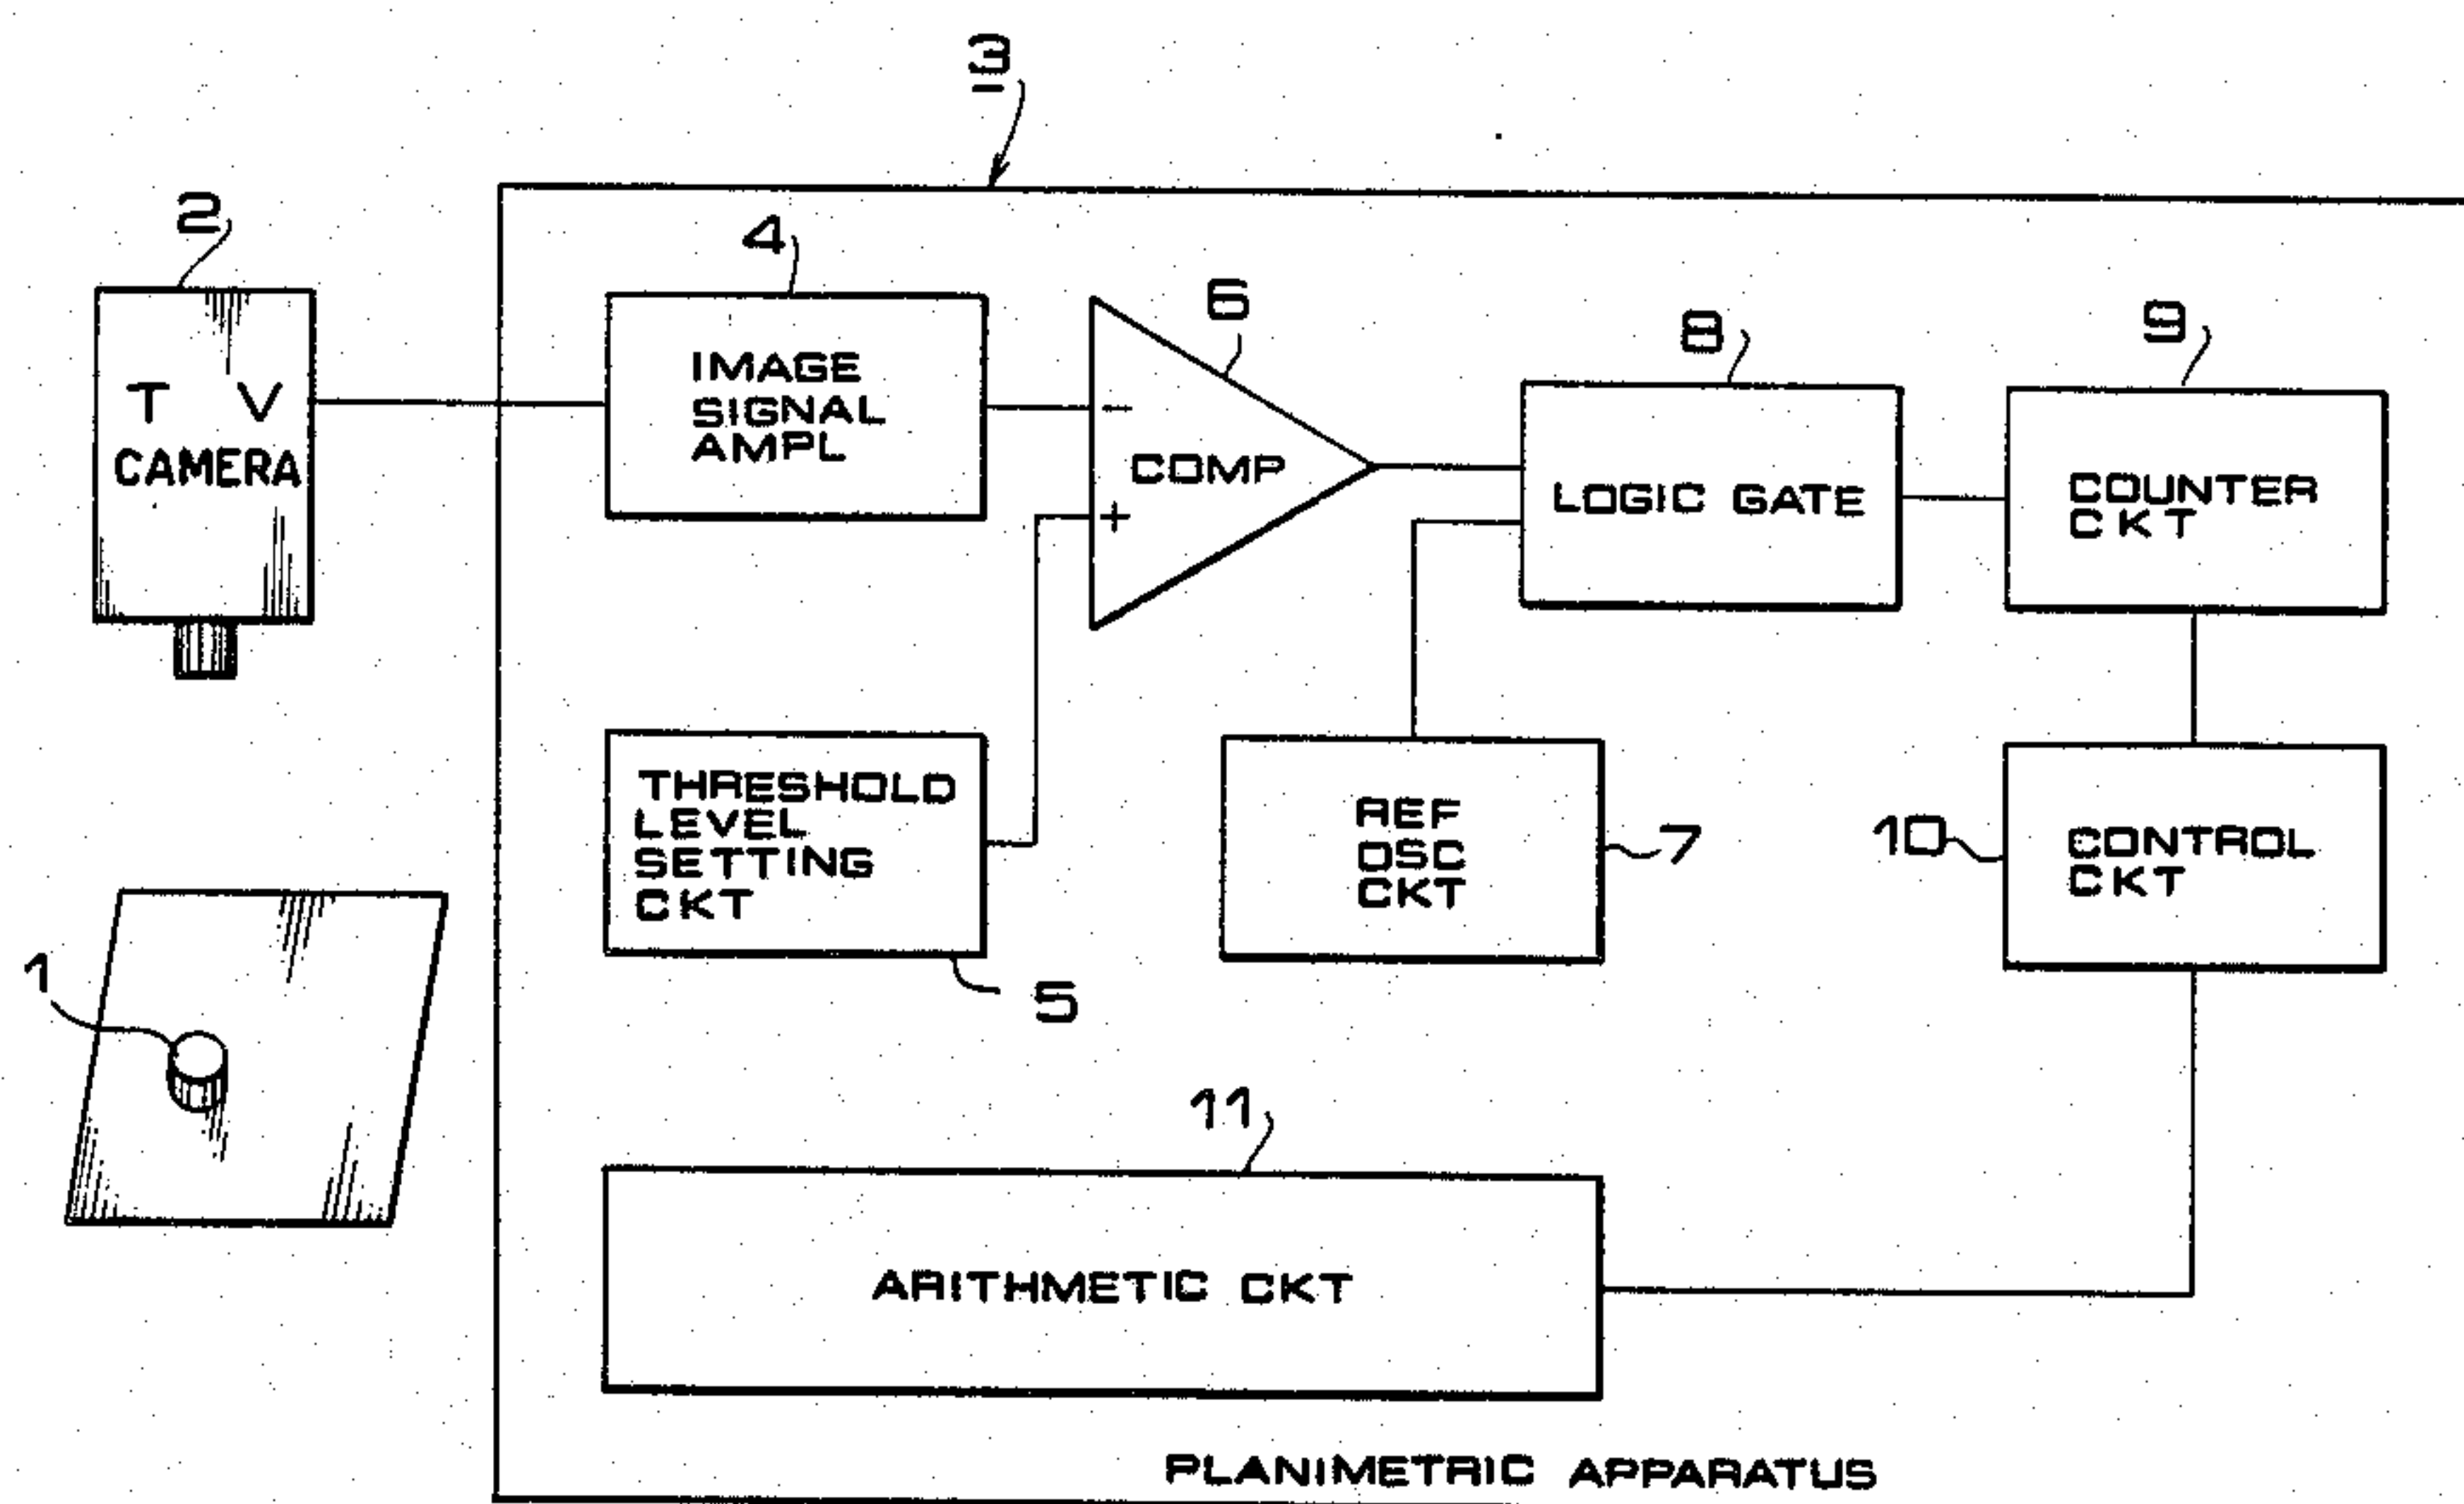 3
2
4
6
8
9
T V
CAMERA
IMAGE
SIGNAL
AMPL
−
+
COMP
LOGIC GATE
COUNTER
CKT
THRESHOLD
LEVEL
SETTING
CKT
5
REF
OSC
CKT
7
10
CONTROL
CKT
1
11
ARITHMETIC CKT
PLANIMETRIC APPARATUS